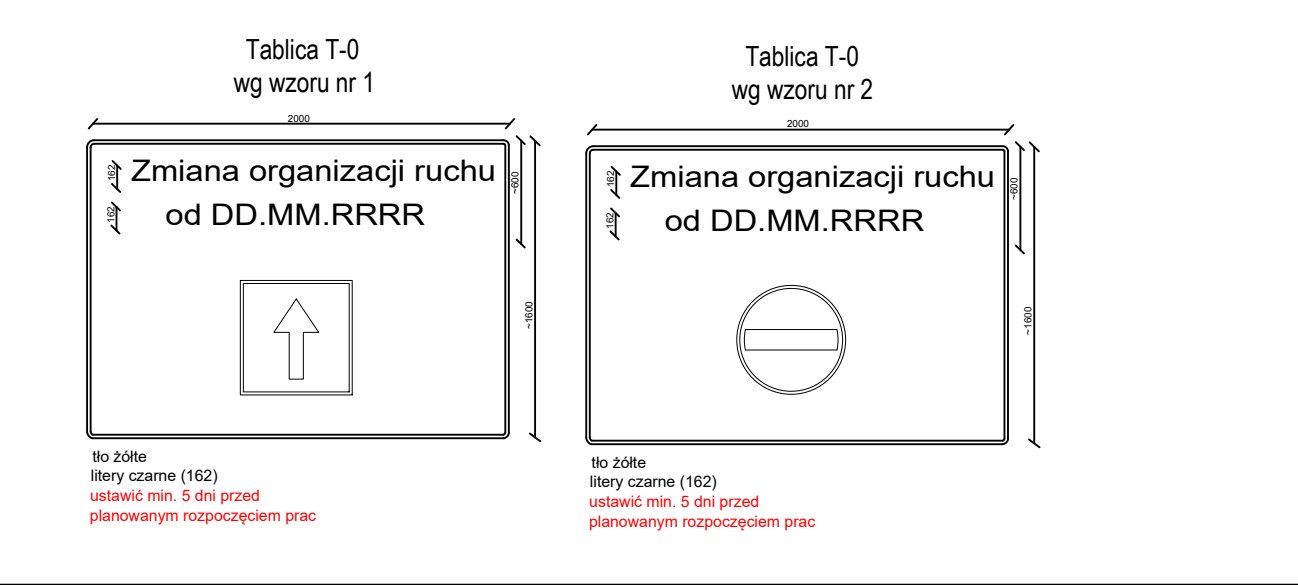 Tablica T-0
wg wzoru nr 1
2000
162
Zmiana organizacji ruchu
162
od DD.MM.RRRR
~600
~1600
tło żółte
litery czarne (162)
ustawić min. 5 dni przed
planowanym rozpoczęciem prac
Tablica T-0
wg wzoru nr 2
2000
162
Zmiana organizacji ruchu
162
od DD.MM.RRRR
~600
~1600
tło żółte
litery czarne (162)
ustawić min. 5 dni przed
planowanym rozpoczęciem prac